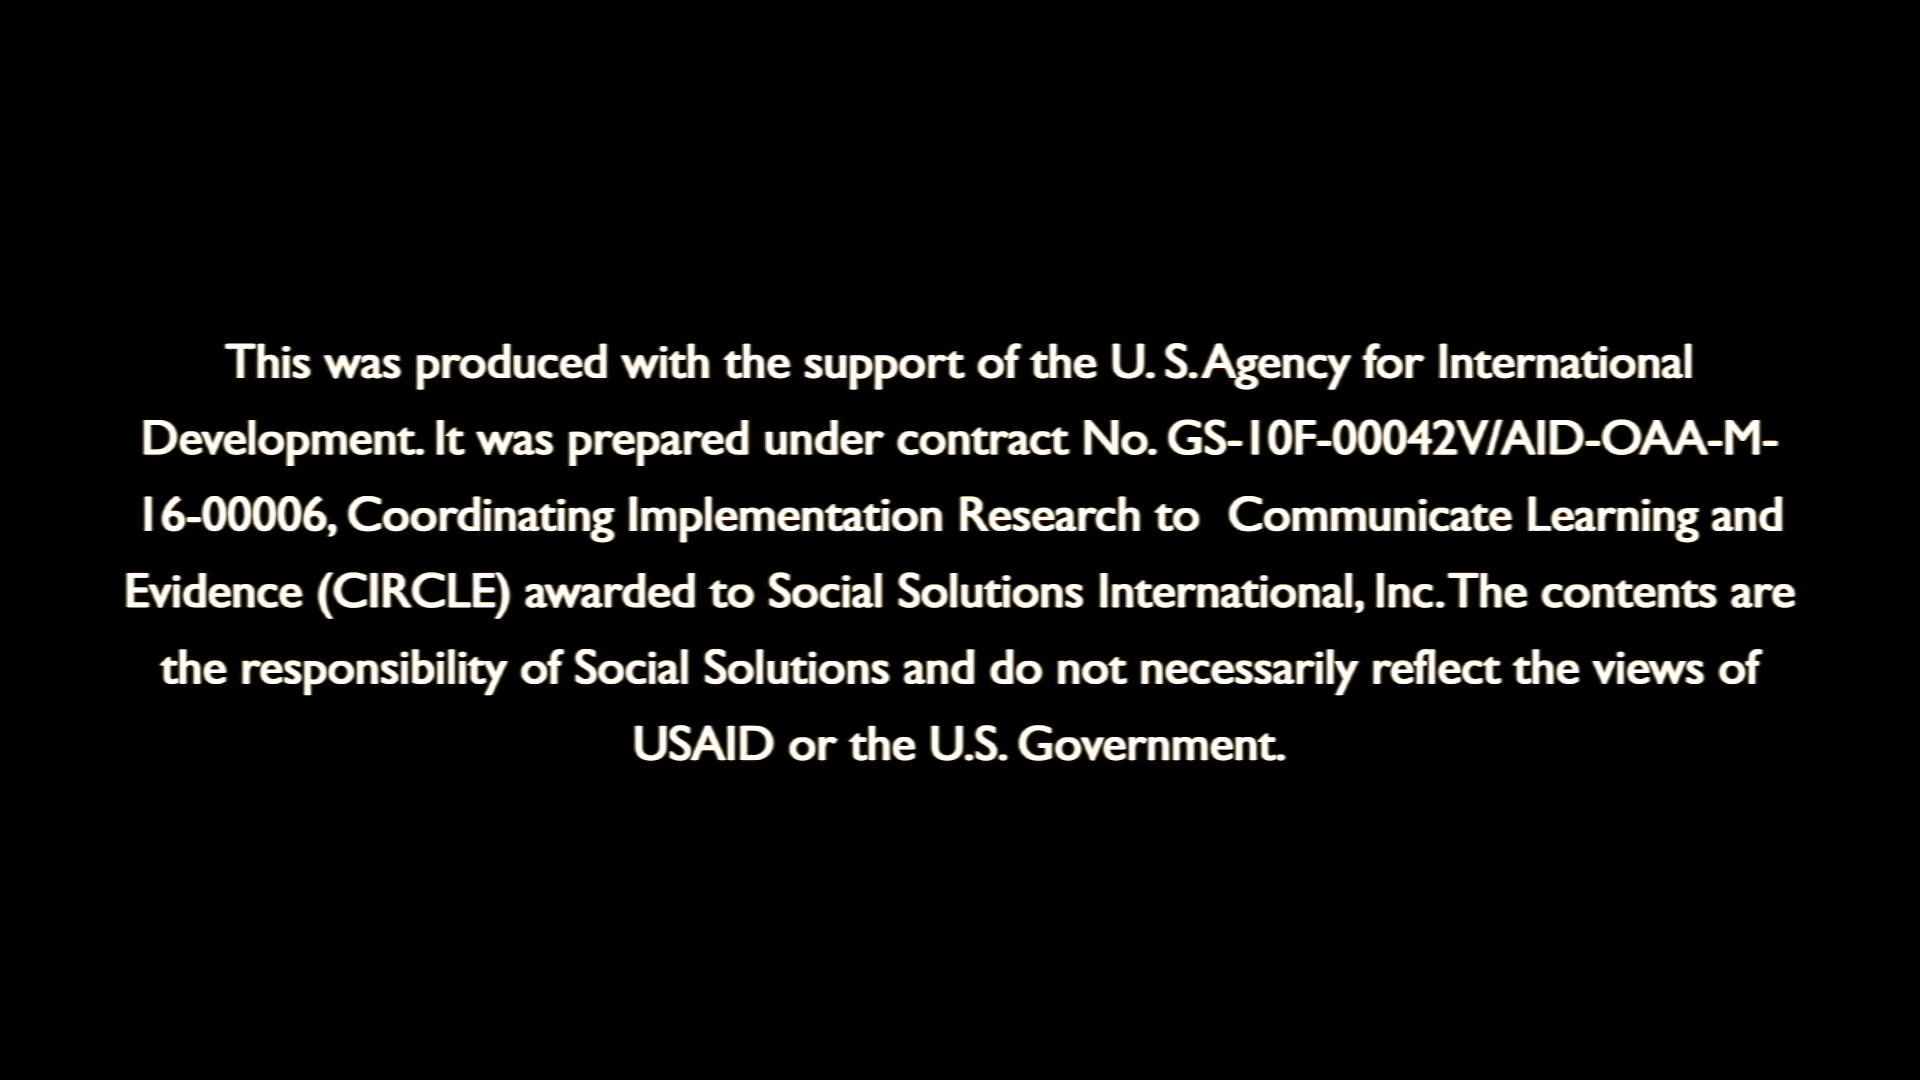 This was produced with the support of the U. S. Agency for International
Development. It was prepared under contract No. GS-10F-00042V/AID-OAA-M-
16-00006, Coordinating Implementation Research to  Communicate Learning and
Evidence (CIRCLE) awarded to Social Solutions International, Inc. The contents are
the responsibility of Social Solutions and do not necessarily reflect the views of
USAID or the U.S. Government.